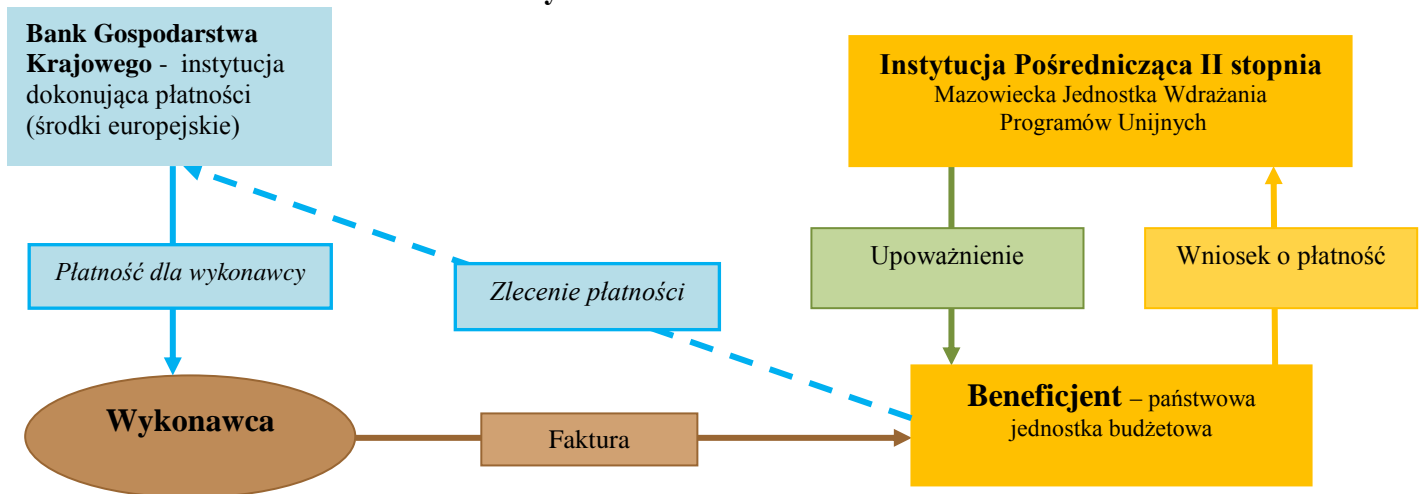 y
Bank Gospodarstwa
Krajowego - instytucja
dokonująca płatności
(środki europejskie)
Instytucja Pośrednicząca II stopnia
Mazowiecka Jednostka Wdrażania
Programów Unijnych
Płatność dla wykonawcy
Zlecenie płatności
Upoważnienie
Wniosek o płatność
Wykonawca
Faktura
Beneficjent – państwowa
jednostka budżetowa